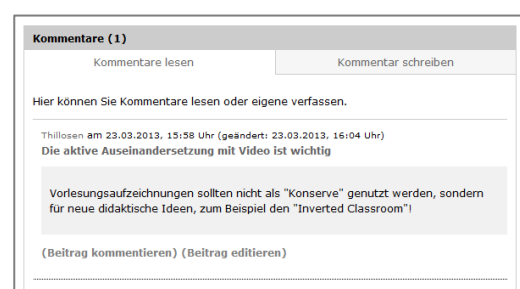 Kommentare (1)
Kommentare lesen
Kommentar schreiben
Hier können Sie Kommentare lesen oder eigene verfassen.
Thillosen am 23.03.2013, 15:58 Uhr (geändert: 23.03.2013, 16:04 Uhr)
Die aktive Auseinandersetzung mit Video ist wichtig
Vorlesungsaufzeichnungen sollten nicht als "Konserve" genutzt werden, sondern
für neue didaktische Ideen, zum Beispiel den "Inverted Classroom"!
(Beitrag kommentieren) (Beitrag editieren)